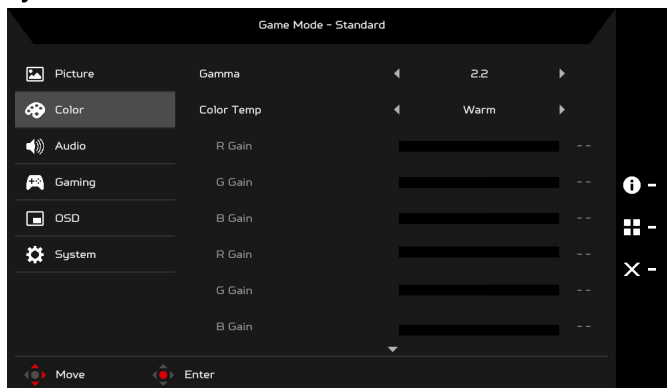 Game Mode - Standard
Picture
Gamma
2.2
Color
Color Temp
Warm
Audio
R Gain
--
Gaming
G Gain
--
OSD
B Gain
--
System
R Gain
--
G Gain
--
B Gain
--
Move
Enter